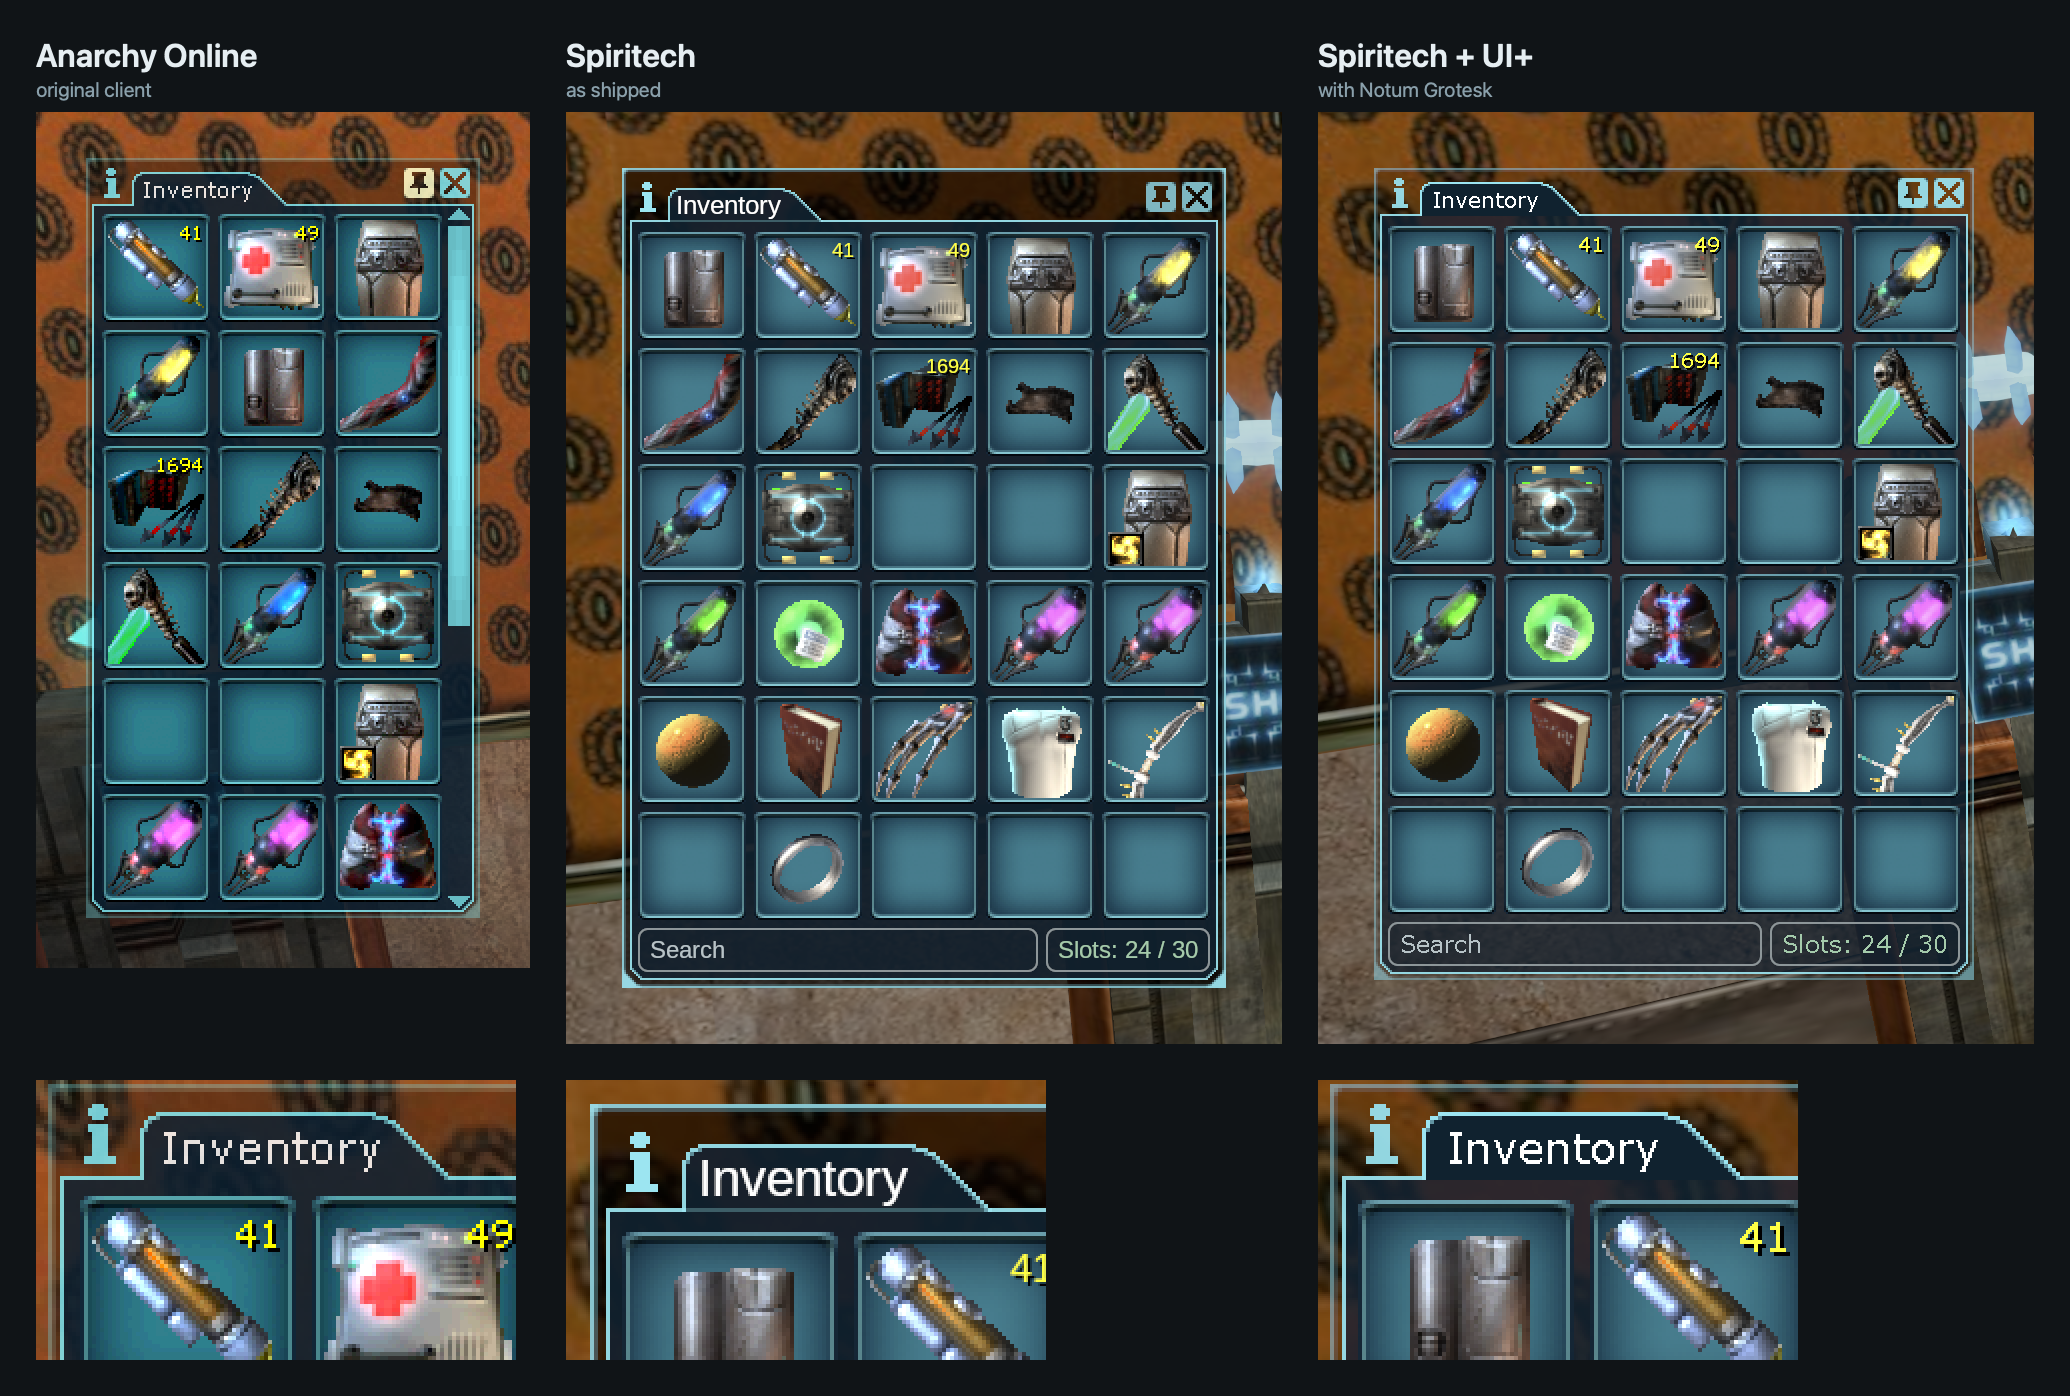 Anarchy Online
original client
Inventory
41
49
1694
Spiritech
as shipped
Inventory
41
49
1694
SH
Search
Slots: 24 / 30
Spiritech + UI+
with Notum Grotesk
Inventory
41
49
1694
SH
Search
Slots: 24 / 30
Inventory
41
49
Inventory
41
Inventory
41